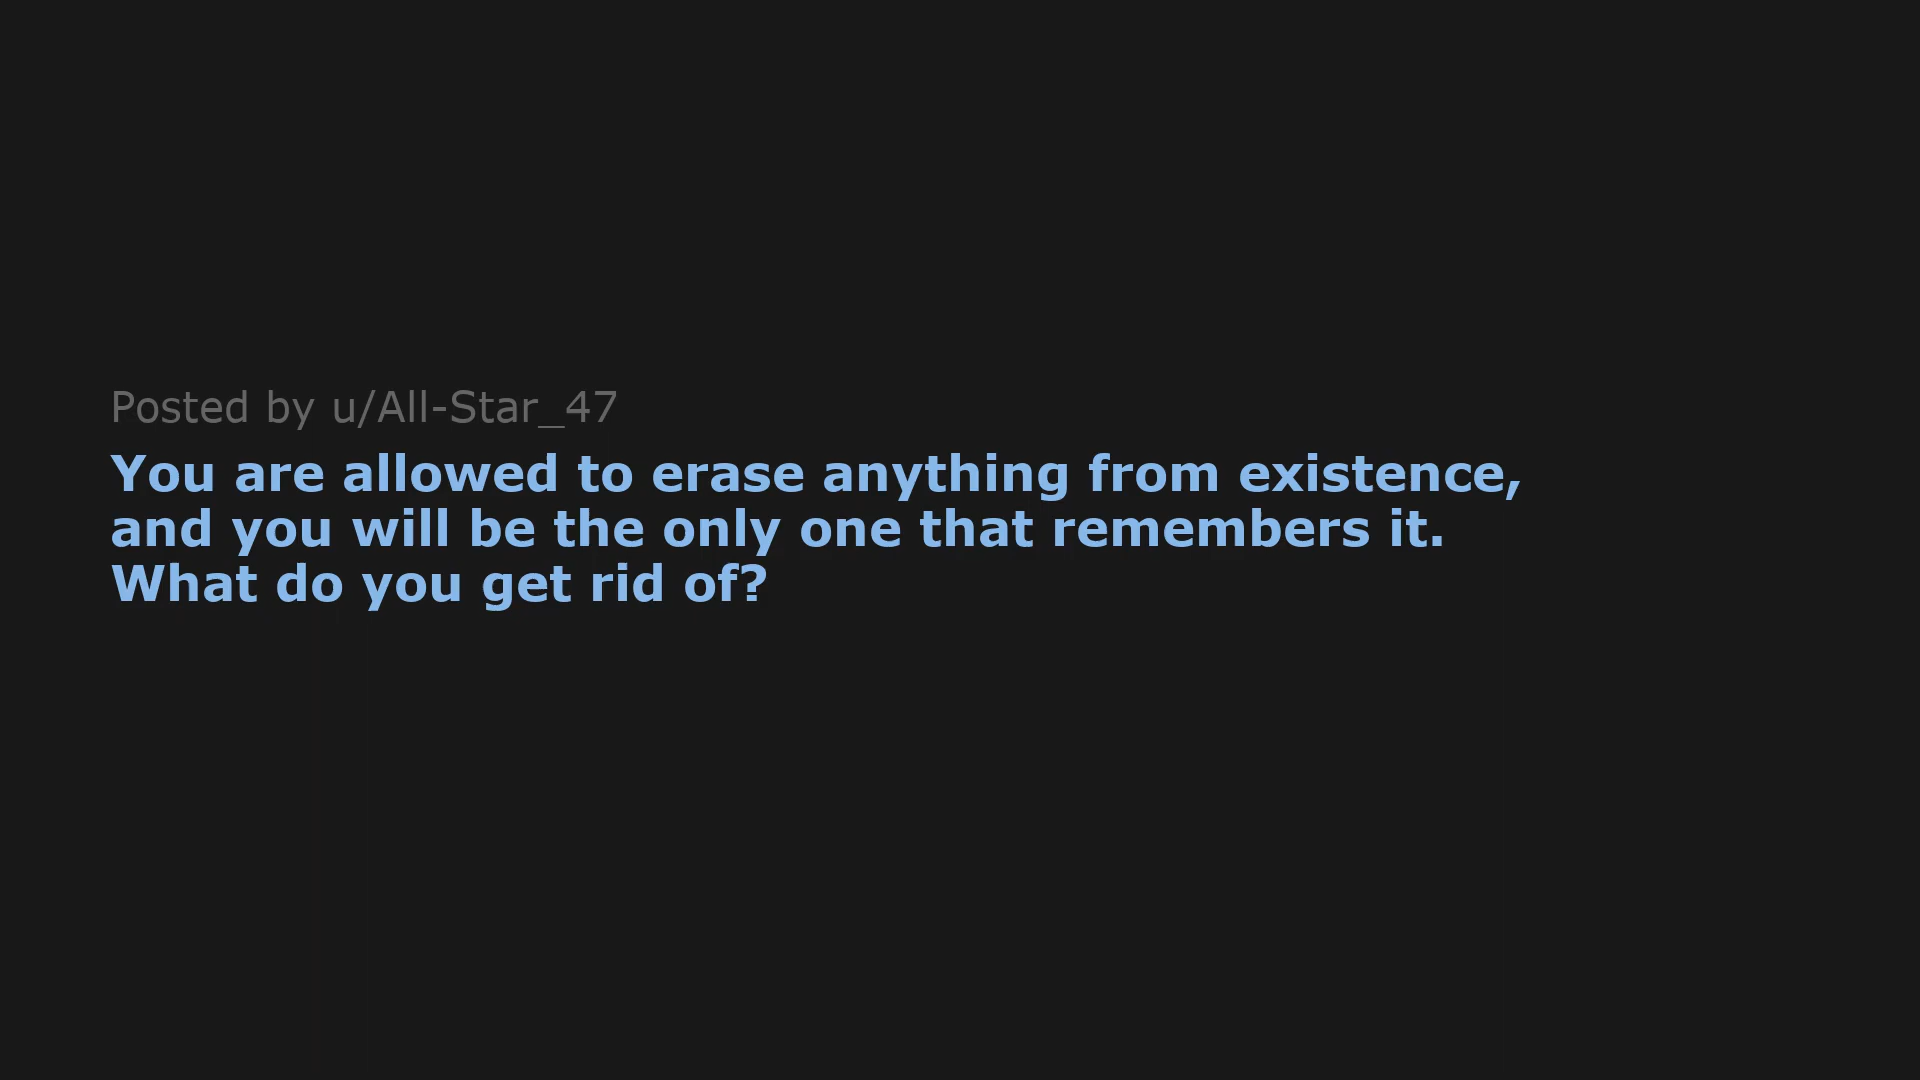 Posted by u/All-Star_47
You are allowed to erase anything from existence,
and you will be the only one that remembers it.
What do you get rid of?